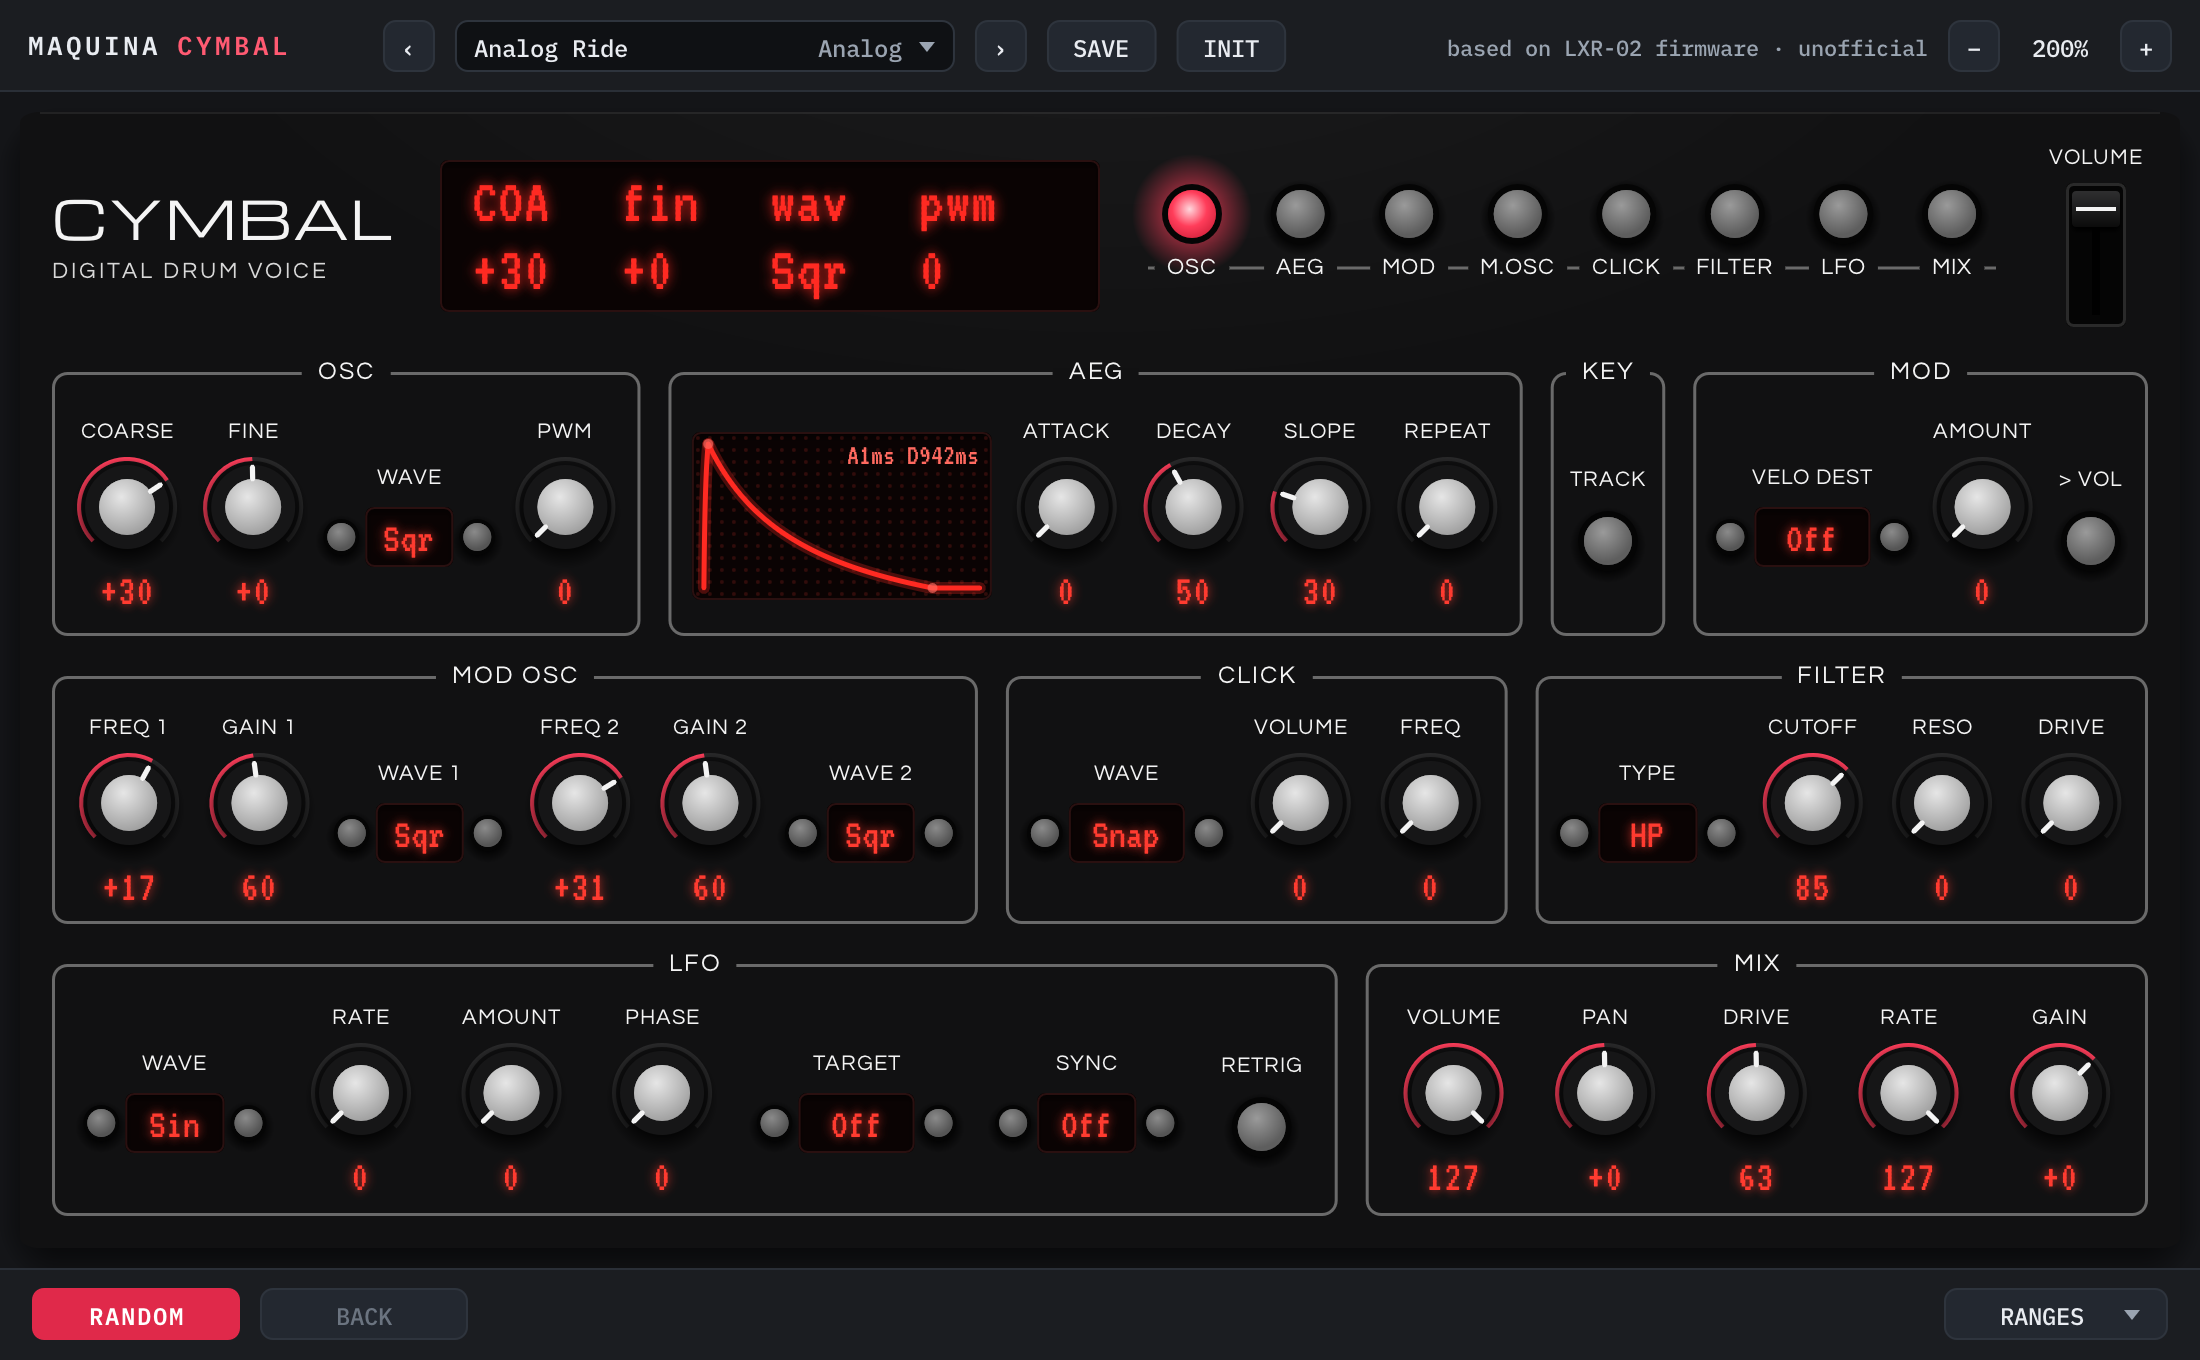 MAQUINA CYMBAL
‹
Analog Ride Analog
›
SAVE
INIT
based on LXR-02 firmware · unofficial
−
200%
+
CYMBAL
DIGITAL DRUM VOICE
COA fin wav pwm
+30 +0 Sqr 0
OSC AEG MOD M.OSC CLICK FILTER LFO MIX
VOLUME
OSC
COARSE FINE WAVE PWM
Sqr
+30 +0 0
AEG
A1ms D942ms
ATTACK DECAY SLOPE REPEAT
0 50 30 0
KEY
TRACK
MOD
VELO DEST AMOUNT > VOL
Off
0
MOD OSC
FREQ 1 GAIN 1 WAVE 1 FREQ 2 GAIN 2 WAVE 2
Sqr Sqr
+17 60 +31 60
CLICK
WAVE VOLUME FREQ
Snap
0 0
FILTER
TYPE CUTOFF RESO DRIVE
HP
85 0 0
LFO
WAVE RATE AMOUNT PHASE TARGET SYNC RETRIG
Sin Off Off
0 0 0
MIX
VOLUME PAN DRIVE RATE GAIN
127 +0 63 127 +0
RANDOM
BACK
RANGES